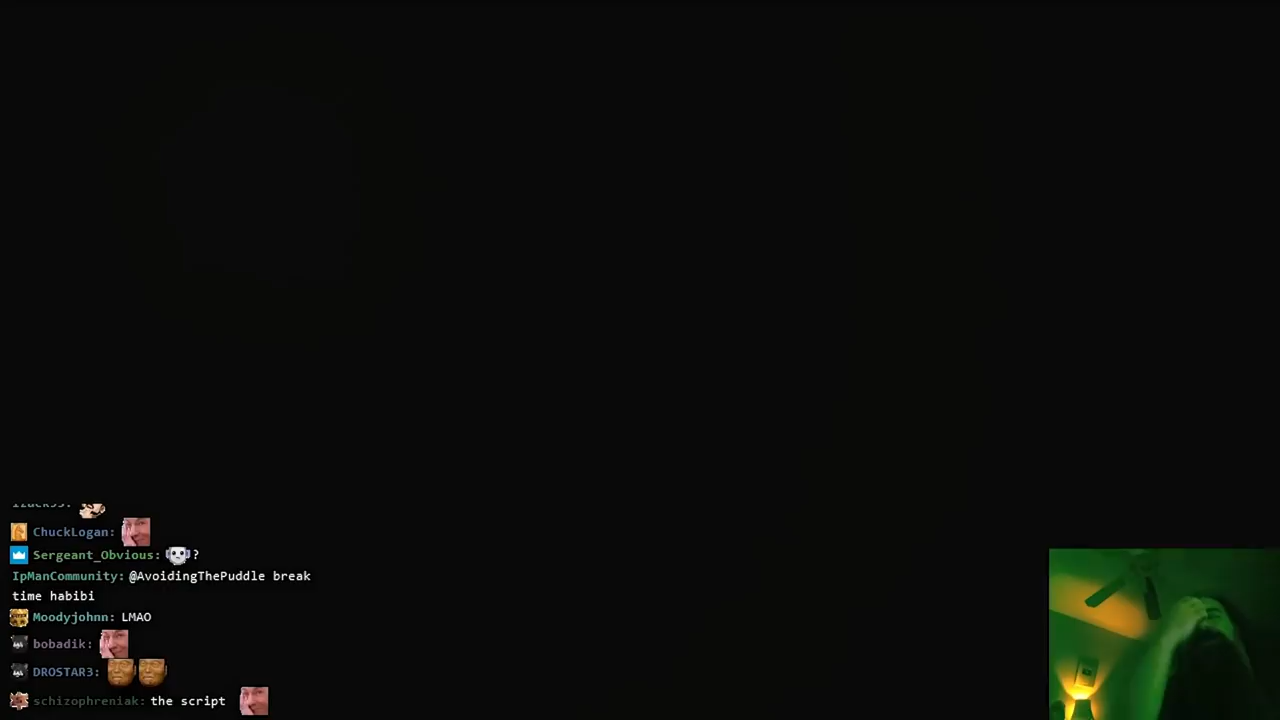 ChuckLogan:
Sergeant_Obvious: ?
IpManCommunity: @AvoidingThePuddle break
time habibi
Moodyjohnn: LMAO
bobadik:
DROSTAR3:
schizophreniak: the script